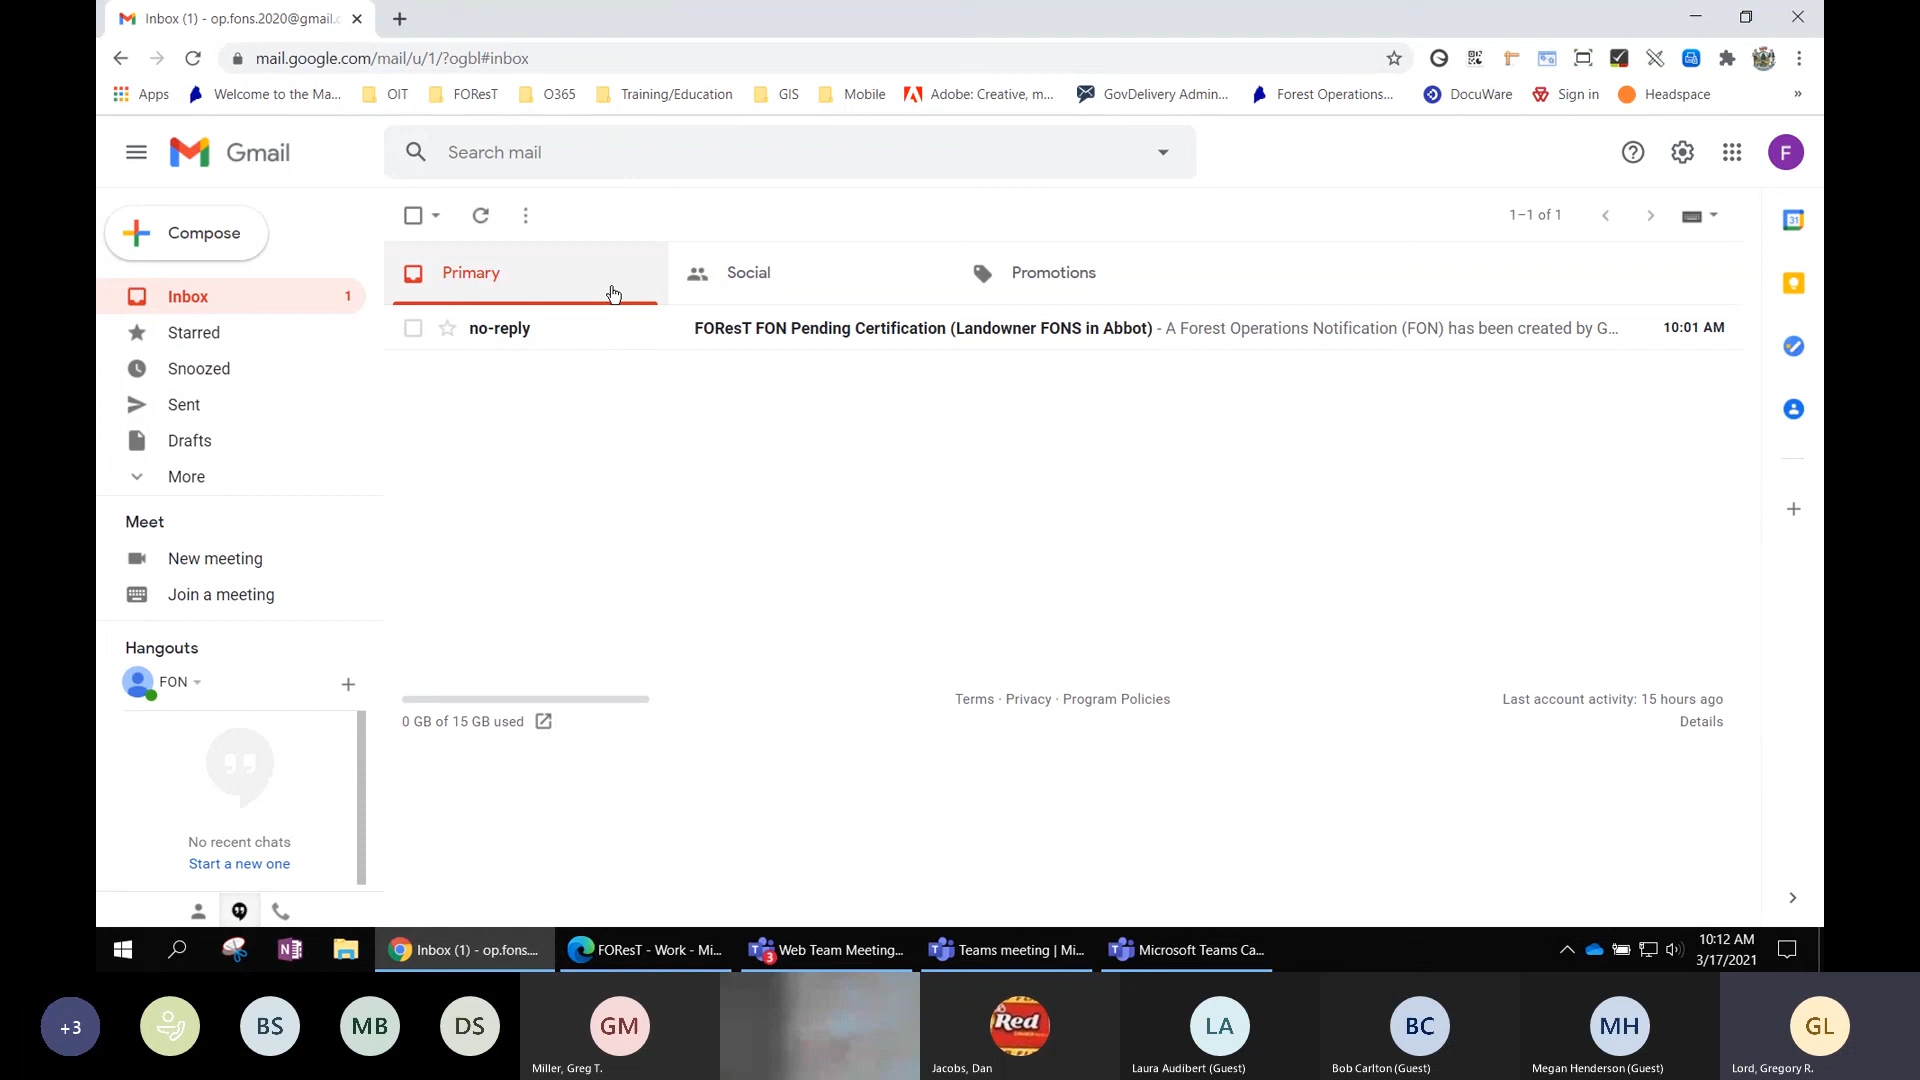 Inbox (1) - op.fons.2020@gmail.c
mail.google.com/mail/u/1/?ogbl#inbox
Apps Welcome to the Ma... OIT FOResT O365 Training/Education GIS Mobile Adobe: Creative, m... GovDelivery Admin... Forest Operations... DocuWare Sign in Headspace »
Gmail Search mail F
Compose
1–1 of 1
31
Primary Social Promotions
Inbox 1
no-reply FOResT FON Pending Certification (Landowner FONS in Abbot) - A Forest Operations Notification (FON) has been created by G... 10:01 AM
Starred
Snoozed
Sent
Drafts
More
Meet
New meeting
Join a meeting
Hangouts
FON
No recent chats
Start a new one
0 GB of 15 GB used
Terms · Privacy · Program Policies
Last account activity: 15 hours ago
Details
Inbox (1) - op.fons.... FOResT - Work - Mi... 3 Web Team Meeting... Teams meeting | Mi... Microsoft Teams Ca...
10:12 AM
3/17/2021
+3 BS MB DS GM Red LA BC MH GL
Miller, Greg T. Jacobs, Dan Laura Audibert (Guest) Bob Carlton (Guest) Megan Henderson (Guest) Lord, Gregory R.